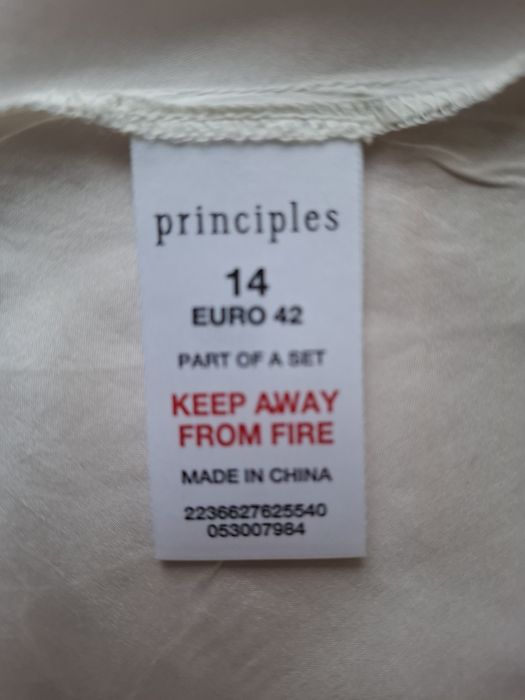 principles
14
EURO 42
PART OF A SET
KEEP AWAY
FROM FIRE
MADE IN CHINA
2236627625540
053007984